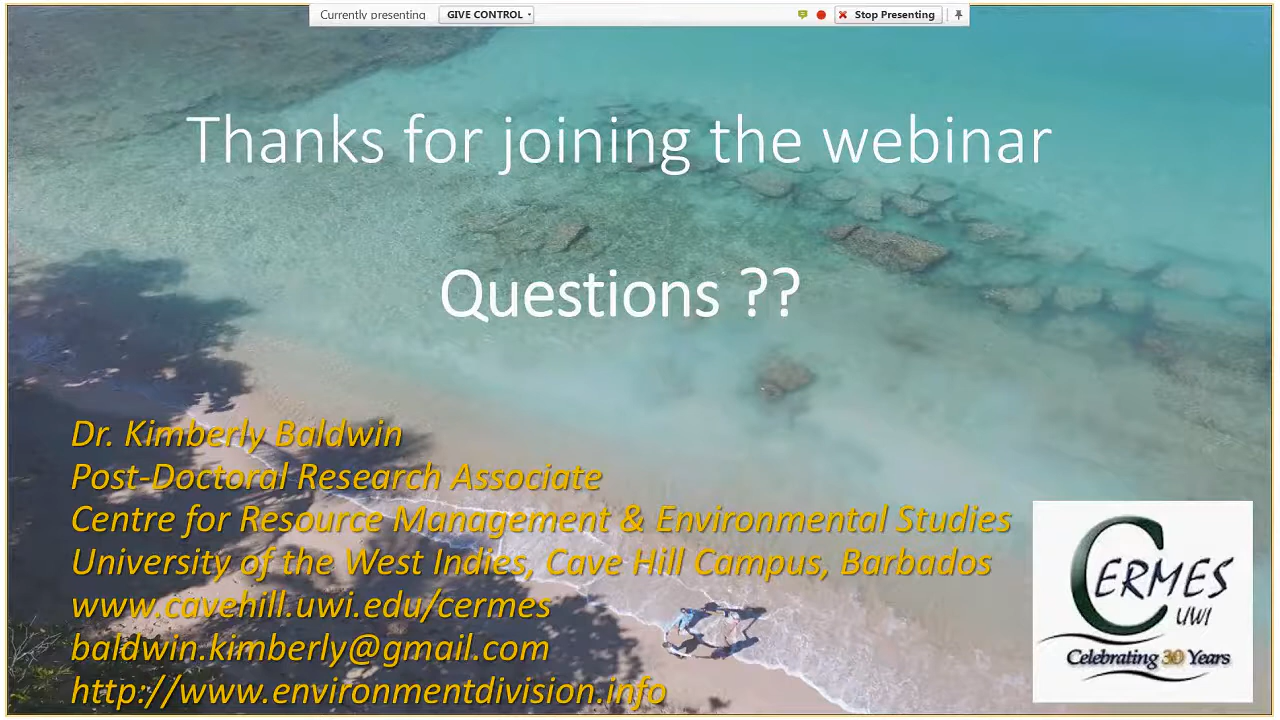 Currently presenting GIVE CONTROL Stop Presenting
Thanks for joining the webinar
Questions ??
Dr. Kimberly Baldwin
Post-Doctoral Research Associate
Centre for Resource Management & Environmental Studies
University of the West Indies, Cave Hill Campus, Barbados
www.cavehill.uwi.edu/cermes
baldwin.kimberly@gmail.com
http://www.environmentdivision.info
CERMES
UWI
Celebrating 30 Years